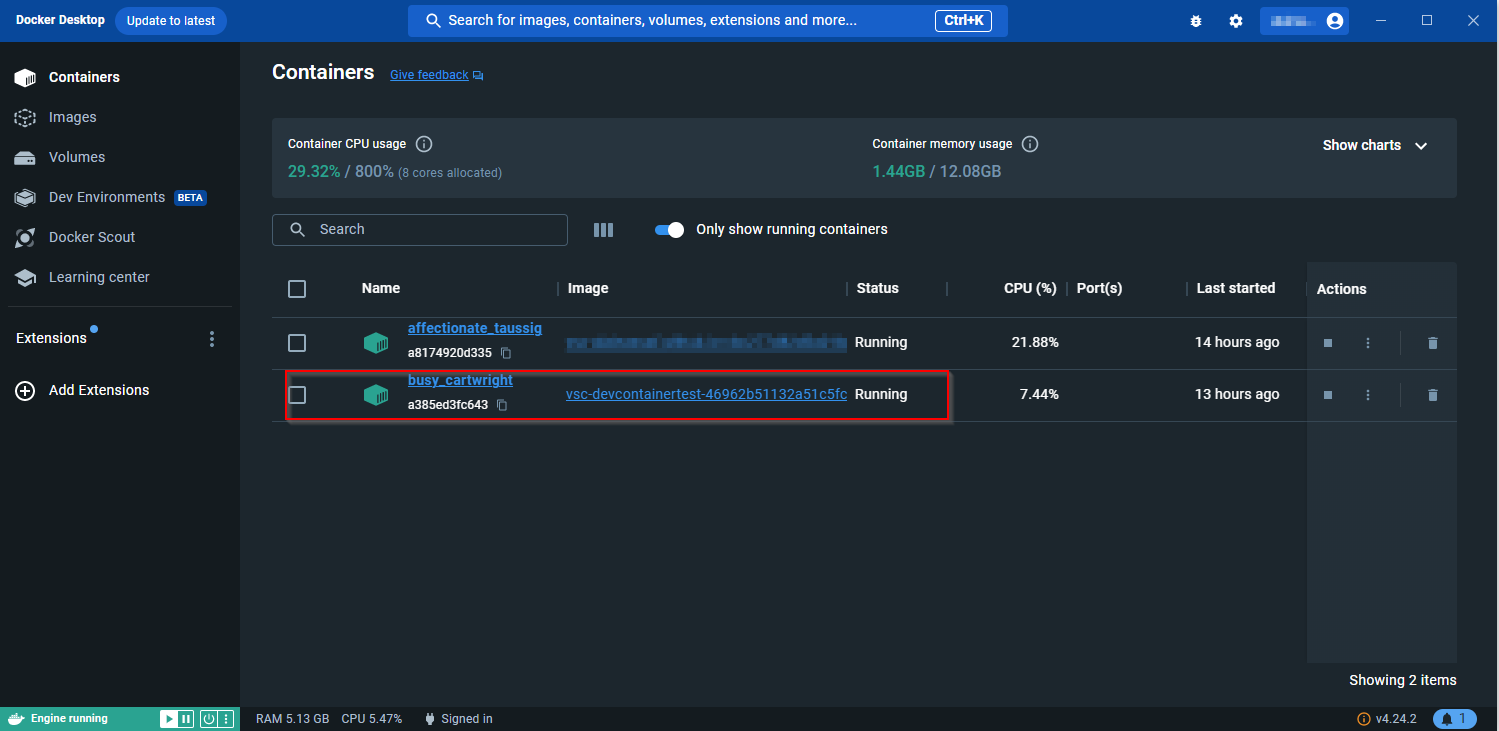 Docker Desktop Update to latest Search for images, containers, volumes, extensions and more... Ctrl+K
Containers
Images
Volumes
Dev Environments BETA
Docker Scout
Learning center
Extensions
Add Extensions
Containers Give feedback
Container CPU usage
29.32% / 800% (8 cores allocated)
Container memory usage
1.44GB / 12.08GB
Show charts
Search
Only show running containers
Name Image Status CPU (%) Port(s) Last started Actions
affectionate_taussig
a8174920d335
Running 21.88% 14 hours ago
busy_cartwright
a385ed3fc643
vsc-devcontainertest-46962b51132a51c5fc Running 7.44% 13 hours ago
Showing 2 items
Engine running RAM 5.13 GB CPU 5.47% Signed in v4.24.2 1